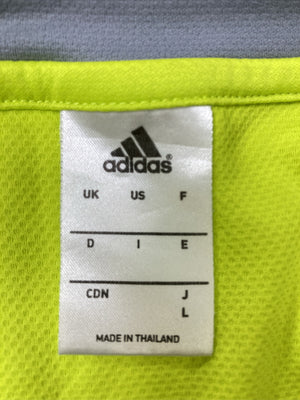 adidas®
UK US F
D I E
CDN J
L
MADE IN THAILAND